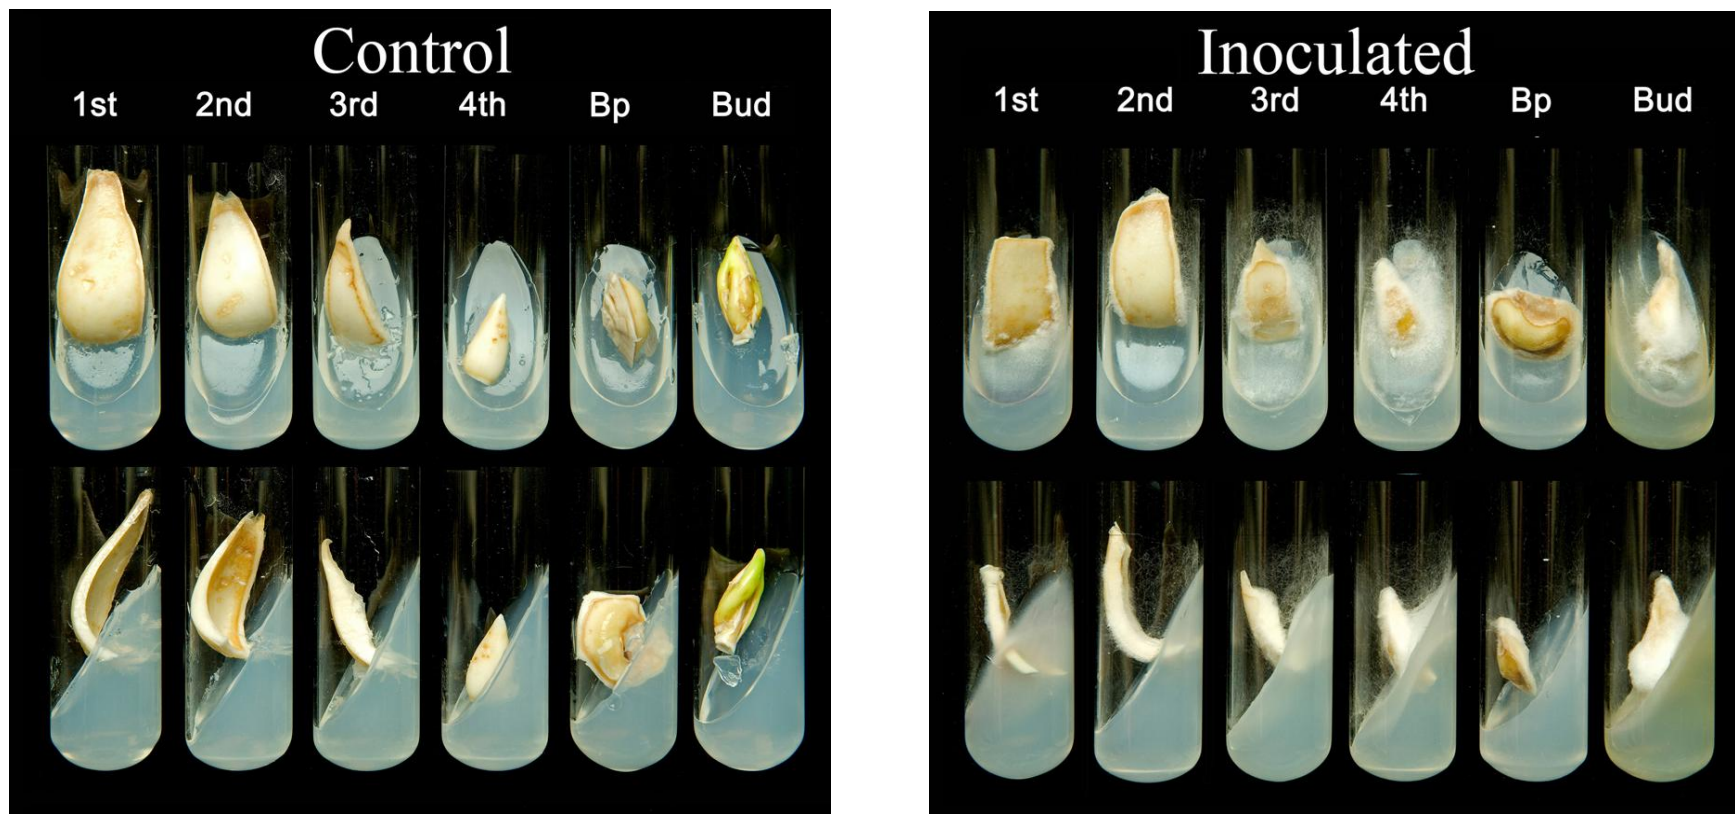 Control
1st 2nd 3rd 4th Bp Bud
Inoculated
1st 2nd 3rd 4th Bp Bud